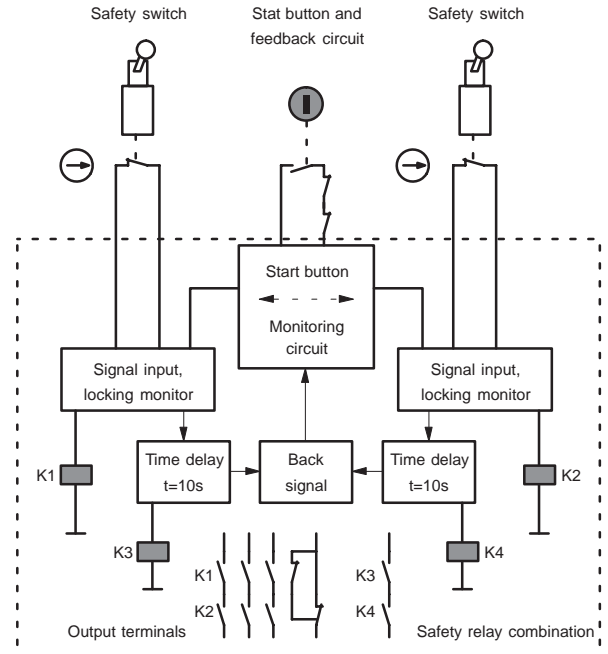 Safety switch
Stat button and
feedback circuit
Safety switch
Start button
Monitoring
circuit
Signal input,
locking monitor
Signal input,
locking monitor
K1
Time delay
t=10s
Back
signal
Time delay
t=10s
K2
K3
K4
K1
K3
K2
K4
Output terminals
Safety relay combination